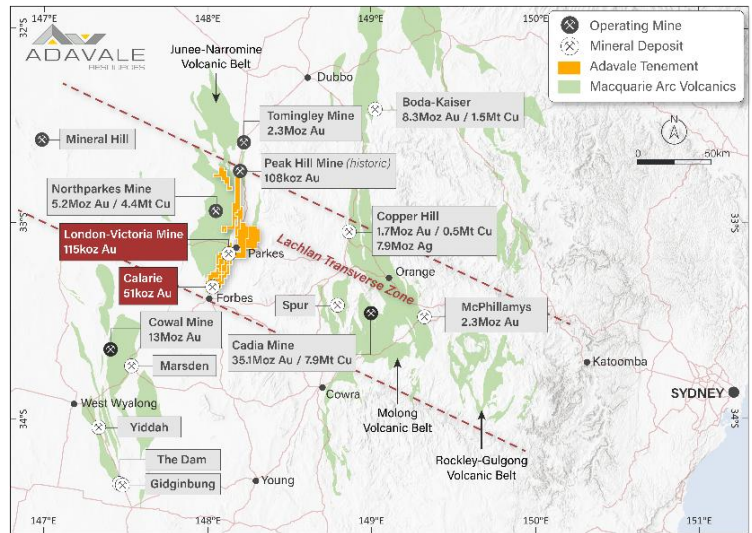 147°E
148°E
149°E
150°E
32°S
ADAVALE
RESOURCES
Junee-Narromine
Volcanic Belt
Dubbo
Operating Mine
Mineral Deposit
Adavale Tenement
Macquarie Arc Volcanics
N
0
50km
Mineral Hill
Tomingley Mine
2.3Moz Au
Boda-Kaiser
8.3Moz Au / 1.5Mt Cu
Peak Hill Mine (historic)
108koz Au
Northparkes Mine
5.2Moz Au / 4.4Mt Cu
33°S
33°S
London-Victoria Mine
115koz Au
Parkes
Copper Hill
1.7Moz Au / 0.5Mt Cu
7.9Moz Ag
Lachlan Transverse Zone
Orange
Calarie
51koz Au
Forbes
Spur
McPhillamys
2.3Moz Au
Cowal Mine
13Moz Au
Cadia Mine
35.1Moz Au / 7.9Mt Cu
Marsden
Katoomba
SYDNEY
Cowra
West Wyalong
Molong
Volcanic Belt
34°S
34°S
Yiddah
The Dam
Gidginbung
Young
Rockley-Gulgong
Volcanic Belt
147°E
148°E
149°E
150°E
151°E